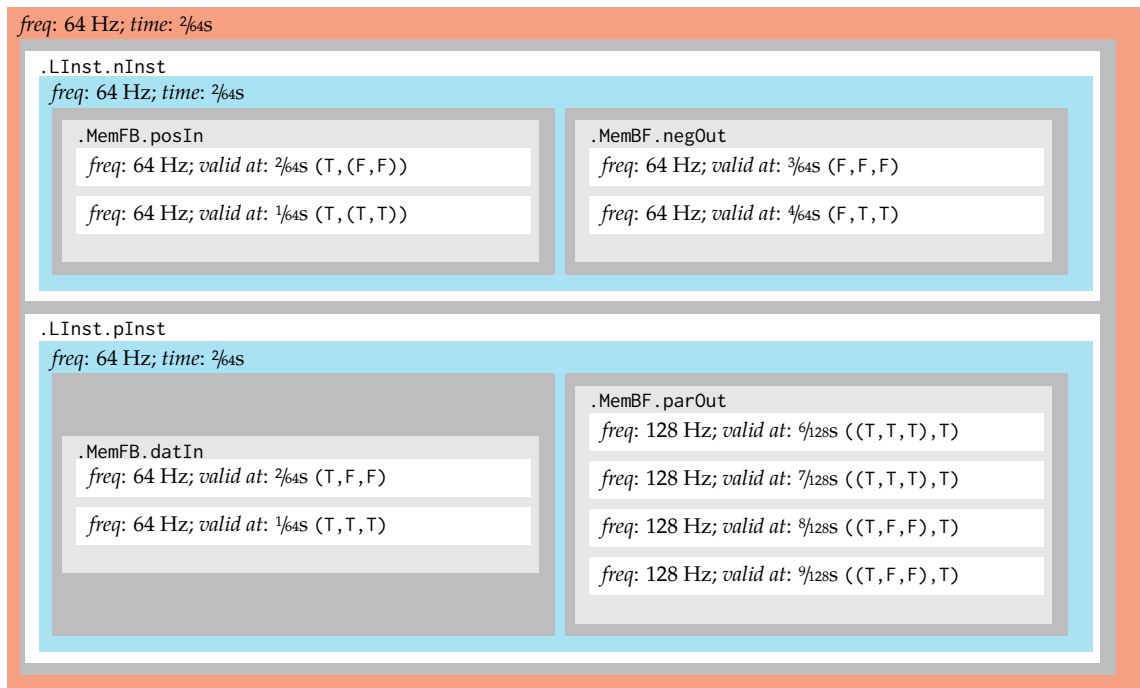 freq: 64 Hz; time: 2/64s
.LInst.nInst
freq: 64 Hz; time: 2/64s
.MemFB.posIn
freq: 64 Hz; valid at: 2/64s (T,(F,F))
freq: 64 Hz; valid at: 1/64s (T,(T,T))
.MemBF.negOut
freq: 64 Hz; valid at: 3/64s (F,F,F)
freq: 64 Hz; valid at: 4/64s (F,T,T)
.LInst.pInst
freq: 64 Hz; time: 2/64s
.MemFB.datIn
freq: 64 Hz; valid at: 2/64s (T,F,F)
freq: 64 Hz; valid at: 1/64s (T,T,T)
.MemBF.parOut
freq: 128 Hz; valid at: 6/128s ((T,T,T),T)
freq: 128 Hz; valid at: 7/128s ((T,T,T),T)
freq: 128 Hz; valid at: 8/128s ((T,F,F),T)
freq: 128 Hz; valid at: 9/128s ((T,F,F),T)